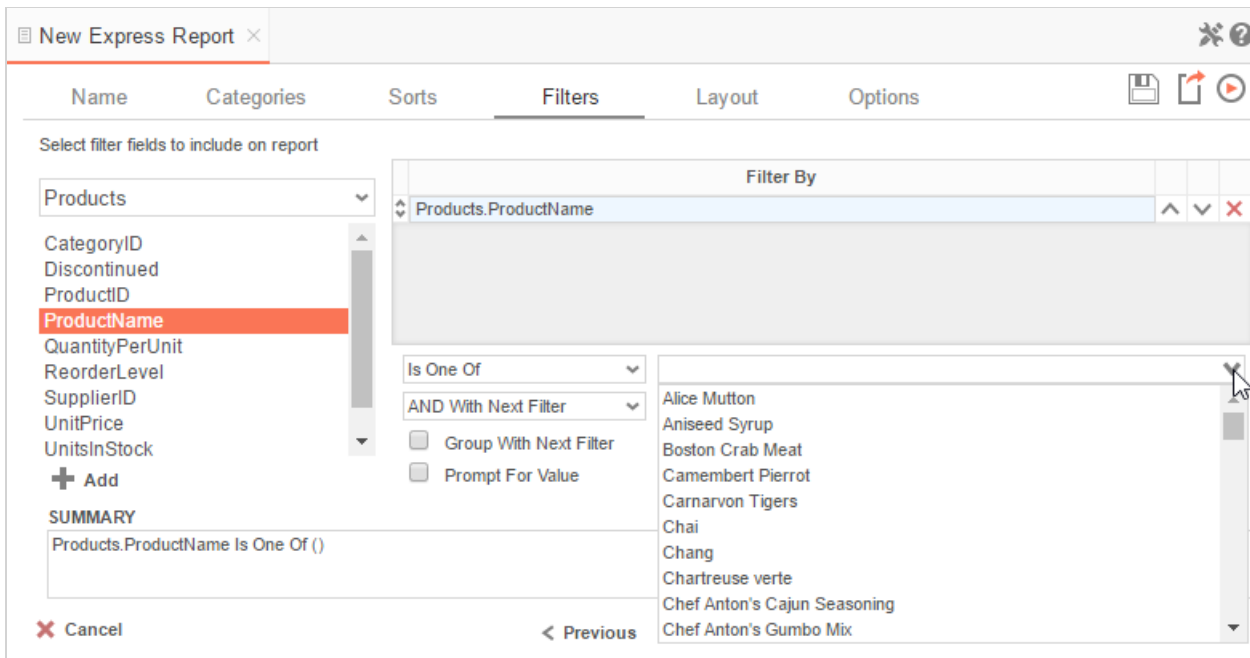 New Express Report
Name Categories Sorts Filters Layout Options
Select filter fields to include on report
Products
CategoryID
Discontinued
ProductID
ProductName
QuantityPerUnit
ReorderLevel
SupplierID
UnitPrice
UnitsInStock
Add
Filter By
Products.ProductName
Is One Of
AND With Next Filter
Group With Next Filter
Prompt For Value
Alice Mutton
Aniseed Syrup
Boston Crab Meat
Camembert Pierrot
Carnarvon Tigers
Chai
Chang
Chartreuse verte
Chef Anton's Cajun Seasoning
Chef Anton's Gumbo Mix
SUMMARY
Products.ProductName Is One Of ()
Cancel
< Previous